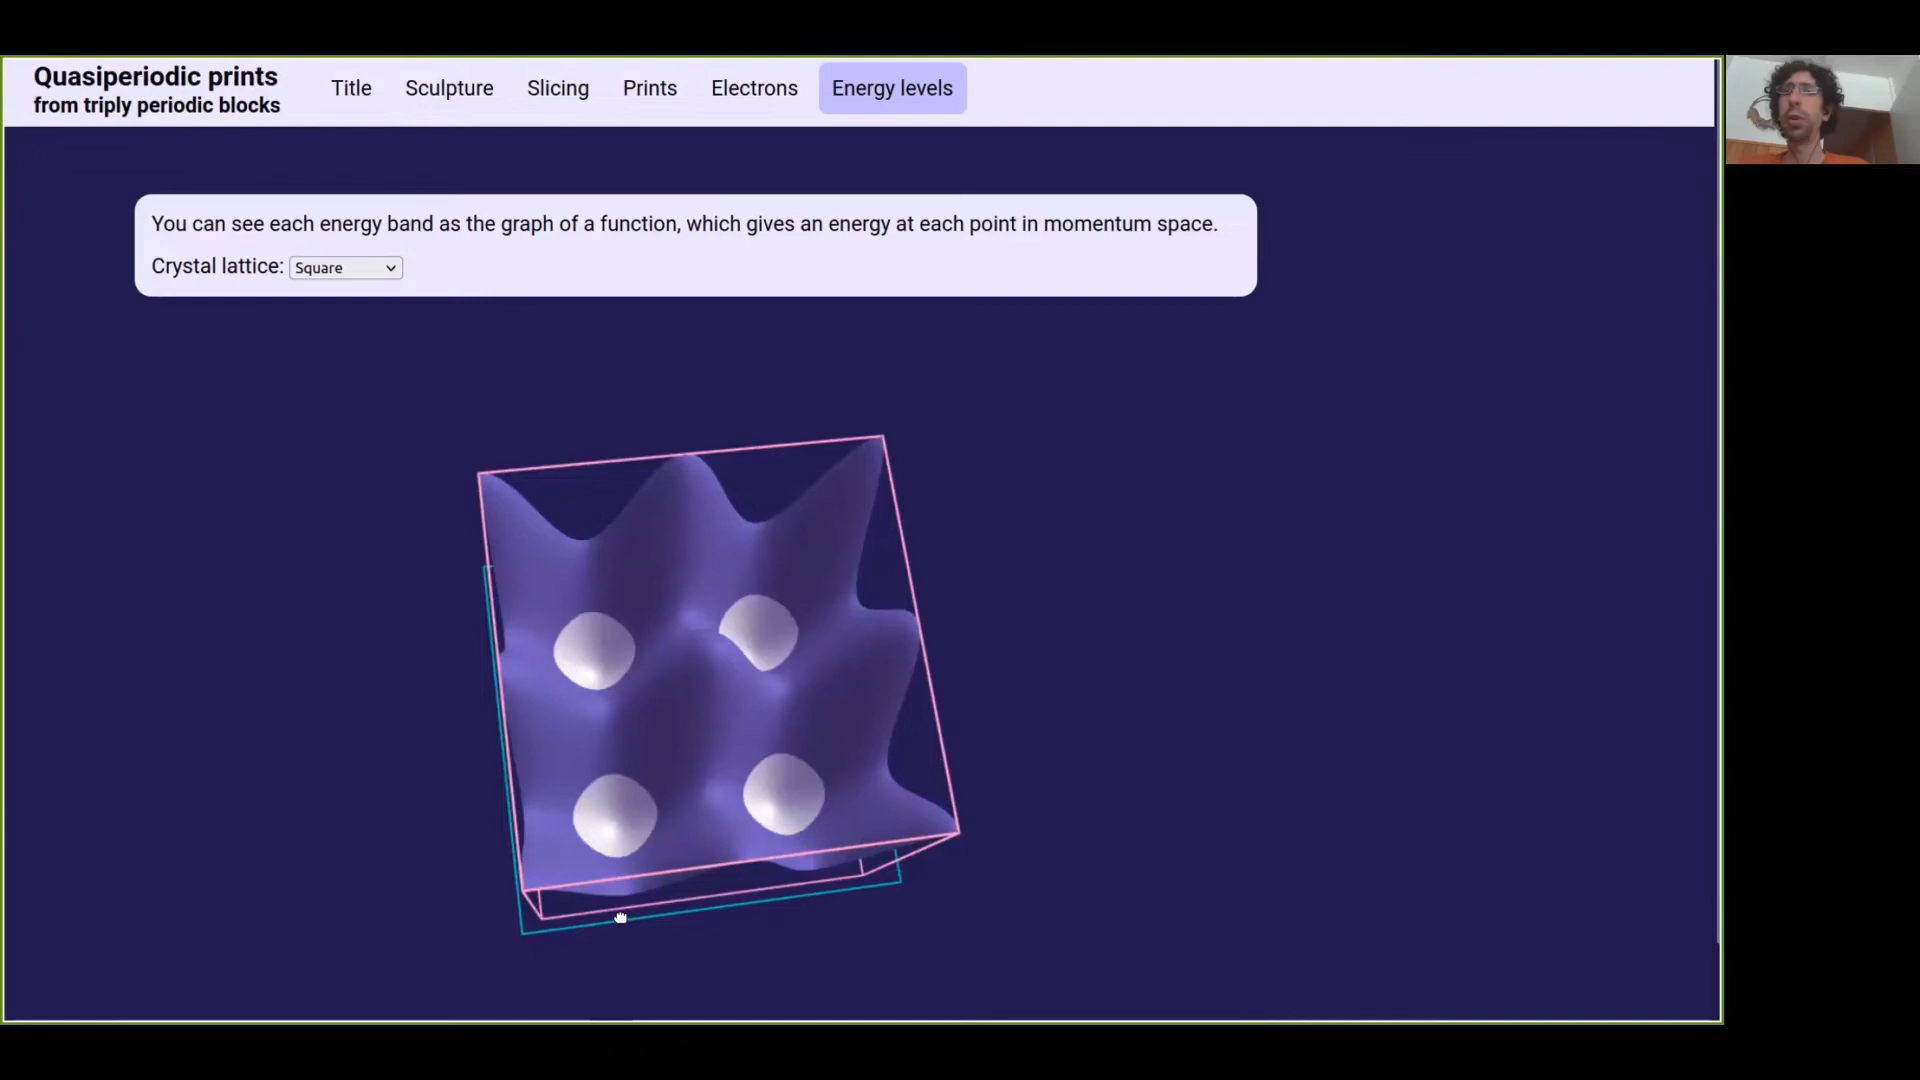 Quasiperiodic prints
from triply periodic blocks
Title
Sculpture
Slicing
Prints
Electrons
Energy levels
You can see each energy band as the graph of a function, which gives an energy at each point in momentum space.
Crystal lattice: Square